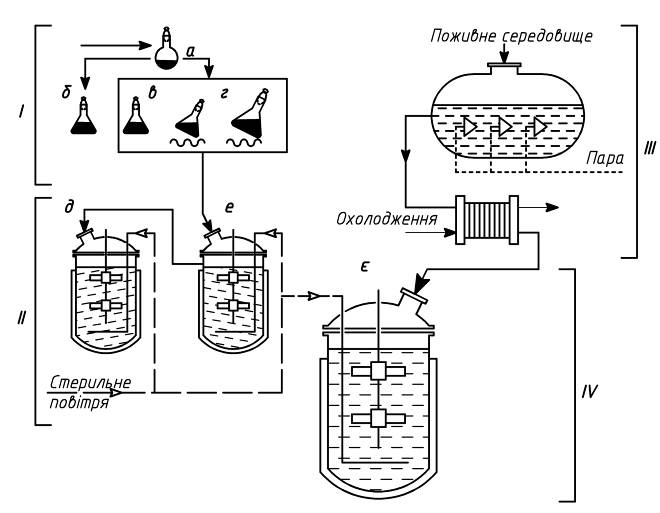 Поживне середовище
а
б
в
г
I
III
Пара
д
е
Охолодження
є
II
Стерильне
повітря
IV